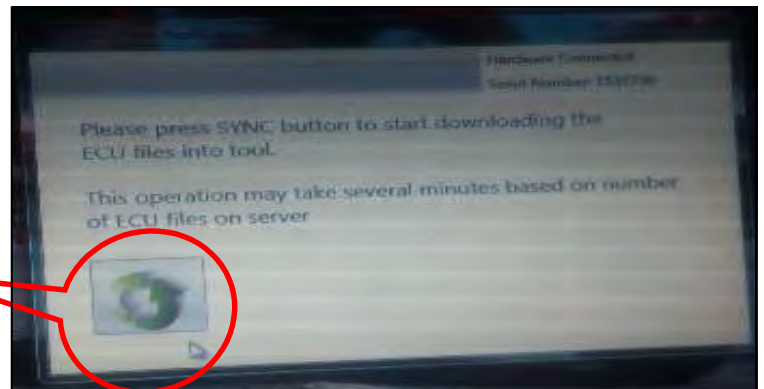 Hardware Connected
Serial Number
Please press SYNC button to start downloading the
ECU files into tool.
This operation may take several minutes based on number
of ECU files on server